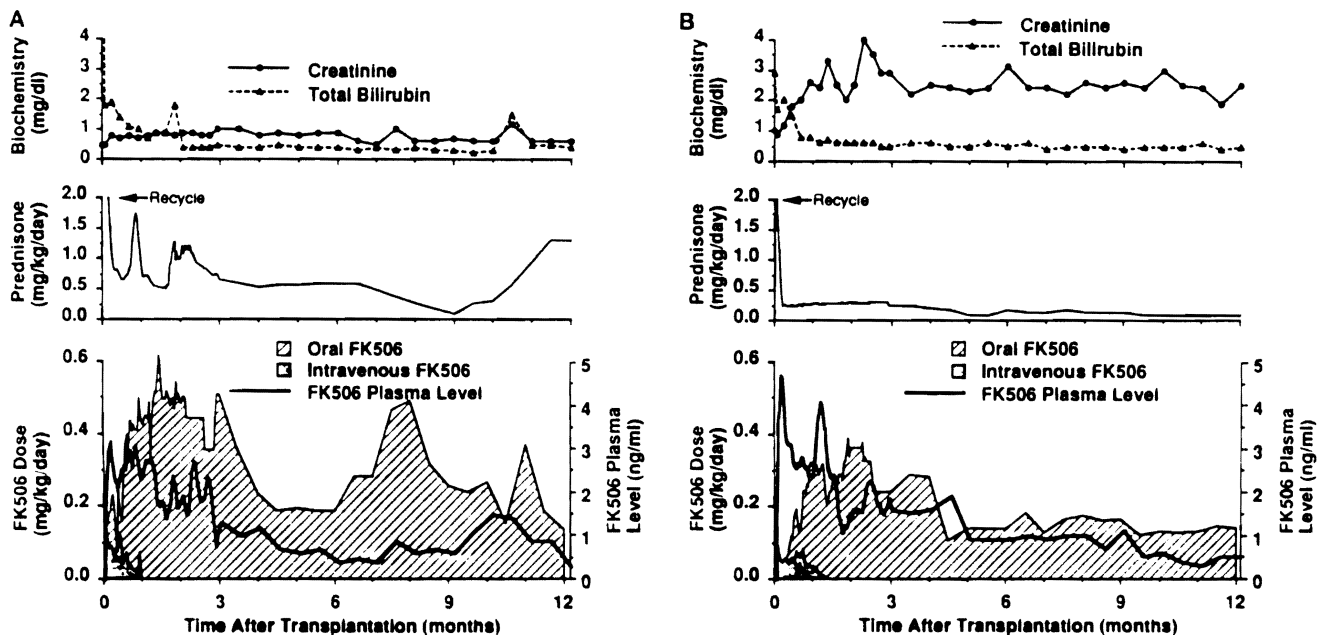 A
Biochemistry
(mg/dl)
4
3
2
1
0
Creatinine
Total Bilirubin
Prednisone
(mg/kg/day)
2.0
1.5
1.0
0.5
0.0
Recycle
FK506 Dose
(mg/kg/day)
0.6
0.4
0.2
0.0
Oral FK506
Intravenous FK506
FK506 Plasma Level
5
4
3
2
1
0
FK506 Plasma
Level (ng/ml)
0 3 6 9 12
Time After Transplantation (months)
B
Biochemistry
(mg/dl)
4
3
2
1
0
Creatinine
Total Bilirubin
Prednisone
(mg/kg/day)
2.0
1.5
1.0
0.5
0.0
Recycle
FK506 Dose
(mg/kg/day)
0.6
0.4
0.2
0.0
Oral FK506
Intravenous FK506
FK506 Plasma Level
5
4
3
2
1
0
FK506 Plasma
Level (ng/ml)
0 3 6 9 12
Time After Transplantation (months)